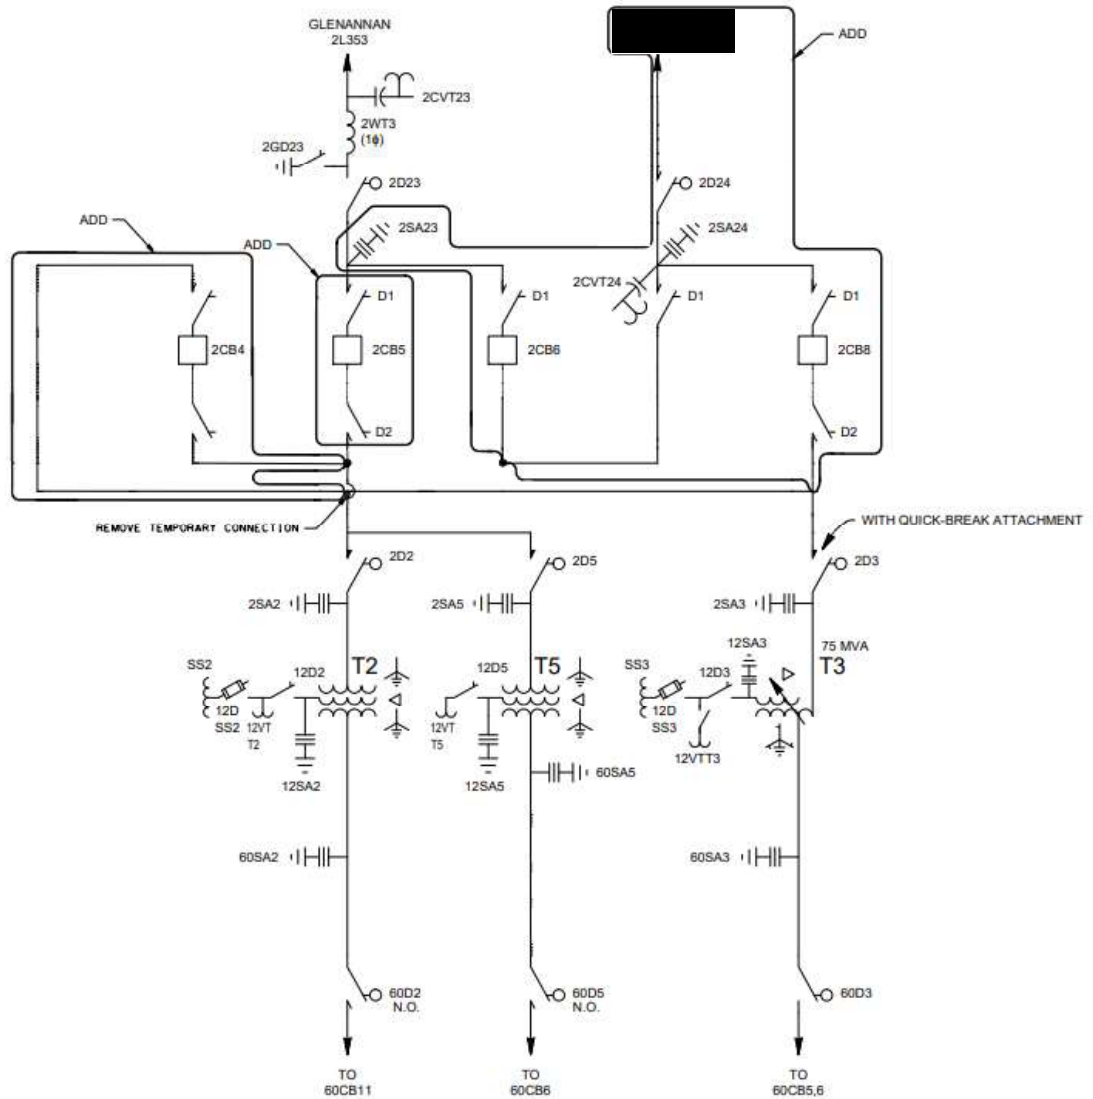 GLENANNAN
2L353
ADD
2CVT23
2WT3
(1ϕ)
2GD23
2D23
2D24
ADD
2SA23
2SA24
ADD
2CVT24
D1
D1
D1
D1
2CB4
2CB5
2CB6
2CB8
D2
D2
REMOVE TEMPORARY CONNECTION
WITH QUICK-BREAK ATTACHMENT
2D2
2D5
2D3
2SA2
2SA5
2SA3
75 MVA
SS2
12D2
T2
12D5
T5
SS3
12D3
12SA3
T3
12D
SS2
12VT
T2
12VT
T5
12D
SS3
12VTT3
12SA2
12SA5
60SA5
60SA2
60SA3
60D2
N.O.
60D5
N.O.
60D3
TO
60CB11
TO
60CB6
TO
60CB5,6